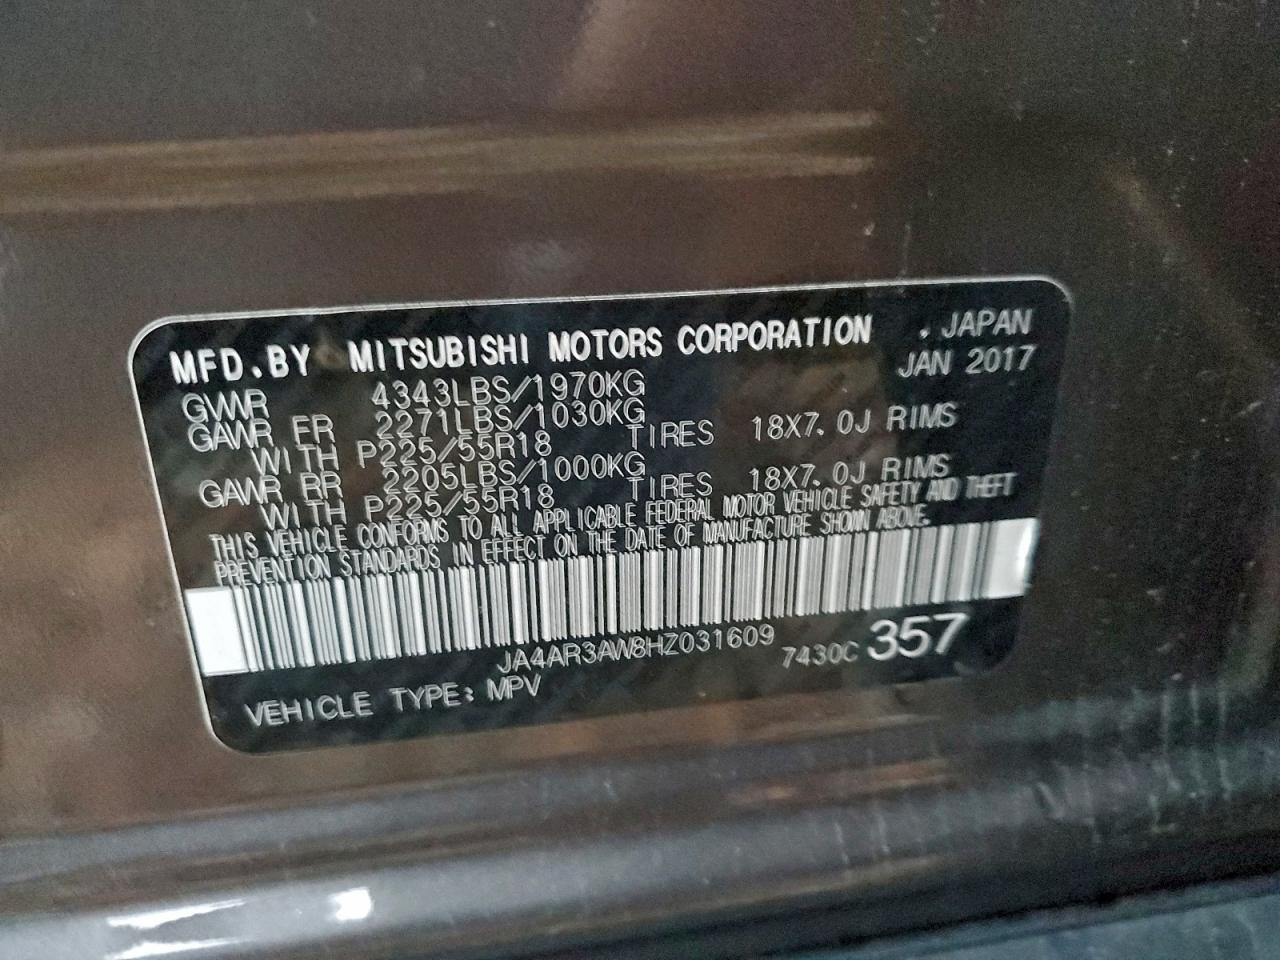 MFD.BY MITSUBISHI MOTORS CORPORATION , JAPAN
JAN 2017
GVWR 4343LBS/1970KG
GAWR FR 2271LBS/1030KG
WITH P225/55R18 TIRES 18X7.0J RIMS
GAWR RR 2205LBS/1000KG
WITH P225/55R18 TIRES 18X7.0J RIMS
THIS VEHICLE CONFORMS TO ALL APPLICABLE FEDERAL MOTOR VEHICLE SAFETY AND THEFT
PREVENTION STANDARDS IN EFFECT ON THE DATE OF MANUFACTURE SHOWN ABOVE.
JA4AR3AW8HZ031609 7430C 357
VEHICLE TYPE: MPV